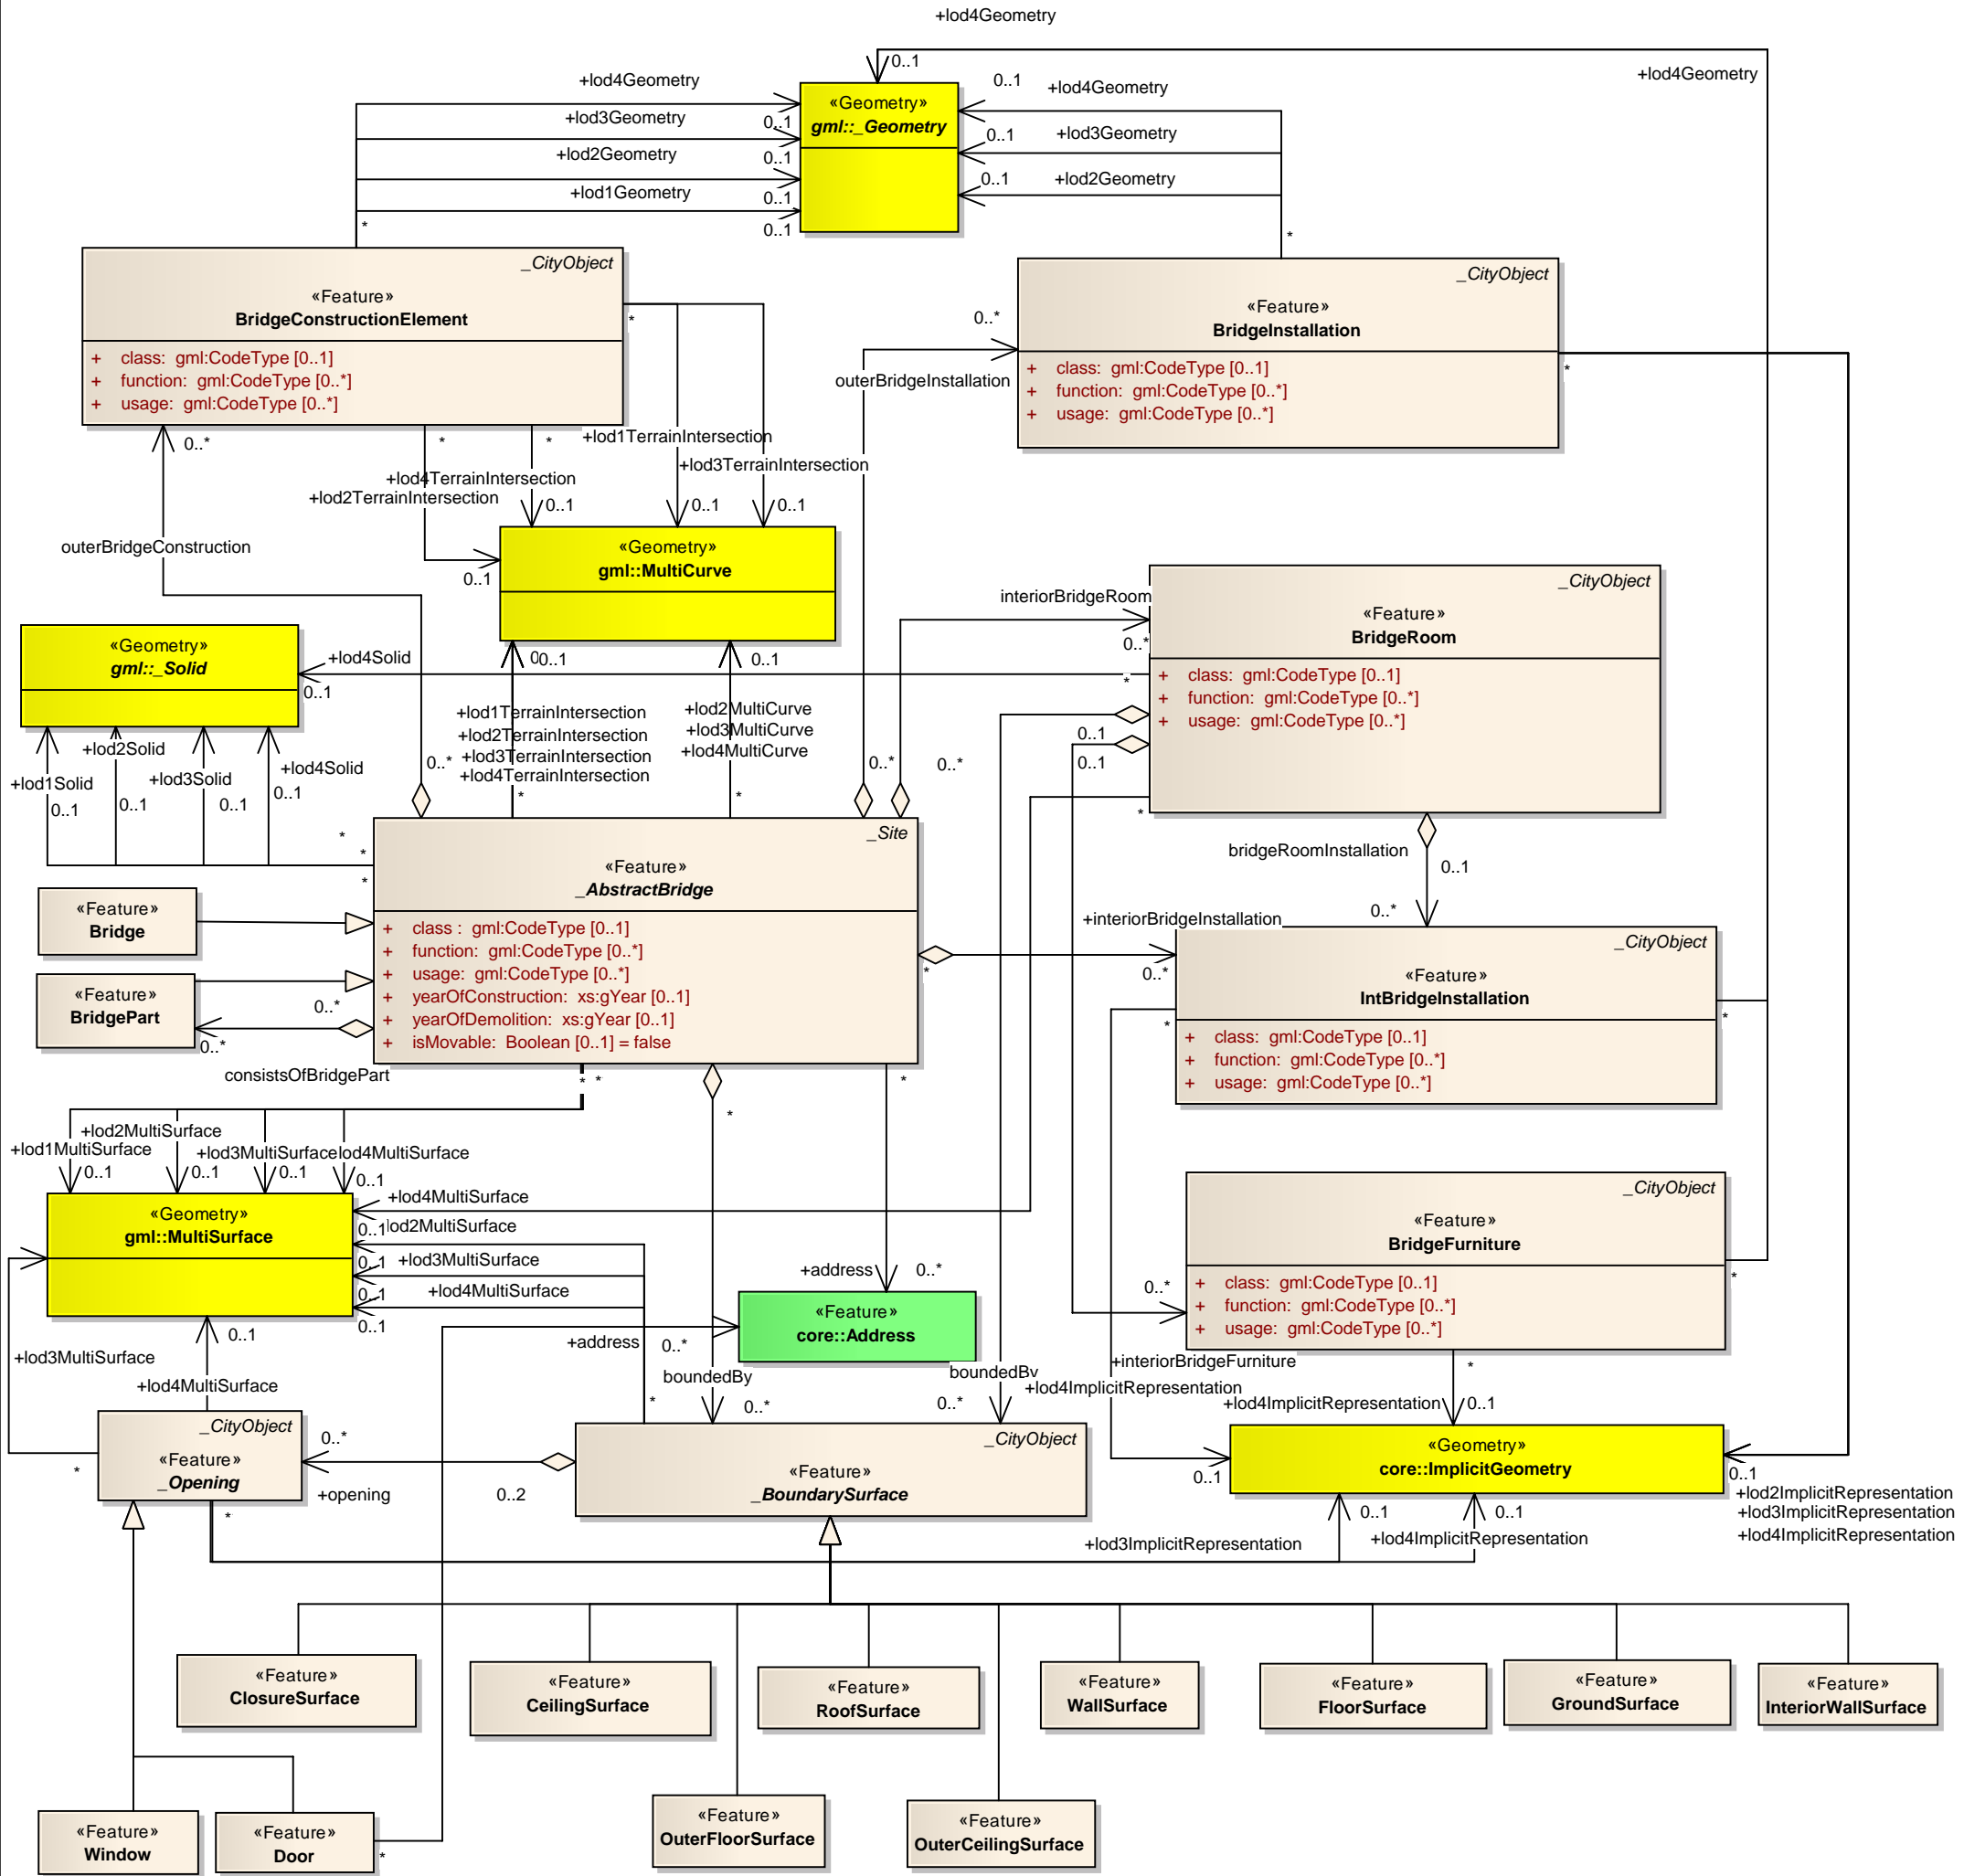 +lod4Geometry
0..1
+lod4Geometry
+lod4Geometry
0..1
+lod3Geometry
0..1
+lod2Geometry
0..1
+lod1Geometry
0..1
0..1
*
«Geometry»
gml::_Geometry
0..1
+lod4Geometry
0..1
+lod3Geometry
0..1
+lod2Geometry
*
_CityObject
«Feature»
BridgeConstructionElement
+ class: gml:CodeType [0..1]
+ function: gml:CodeType [0..*]
+ usage: gml:CodeType [0..*]
*
_CityObject
«Feature»
BridgeInstallation
+ class: gml:CodeType [0..1]
+ function: gml:CodeType [0..*]
+ usage: gml:CodeType [0..*]
*
0..*
outerBridgeInstallation
0..*
*
*
+lod1TerrainIntersection
+lod3TerrainIntersection
+lod4TerrainIntersection
+lod2TerrainIntersection
0..1
0..1
0..1
0..1
outerBridgeConstruction
«Geometry»
gml::MultiCurve
_CityObject
«Feature»
BridgeRoom
+ class: gml:CodeType [0..1]
+ function: gml:CodeType [0..*]
+ usage: gml:CodeType [0..*]
interiorBridgeRoom
0..*
«Geometry»
gml::_Solid
+lod4Solid
0..1
*
0
0..1
0..1
+lod1TerrainIntersection
+lod2TerrainIntersection
+lod3TerrainIntersection
+lod4TerrainIntersection
+lod2MultiCurve
+lod3MultiCurve
+lod4MultiCurve
0..1
0..1
+lod2Solid
+lod1Solid
+lod3Solid
+lod4Solid
0..1
0..1
0..1
0..1
0..*
*
*
0..*
0..*
*
*
*
*
_Site
«Feature»
_AbstractBridge
+ class : gml:CodeType [0..1]
+ function: gml:CodeType [0..*]
+ usage: gml:CodeType [0..*]
+ yearOfConstruction: xs:gYear [0..1]
+ yearOfDemolition: xs:gYear [0..1]
+ isMovable: Boolean [0..1] = false
bridgeRoomInstallation
0..1
0..*
«Feature»
Bridge
«Feature»
BridgePart
0..*
0..*
consistsOfBridgePart
+interiorBridgeInstallation
*
0..*
_CityObject
«Feature»
IntBridgeInstallation
+ class: gml:CodeType [0..1]
+ function: gml:CodeType [0..*]
+ usage: gml:CodeType [0..*]
*
*
*
*
*
*
+lod2MultiSurface
+lod1MultiSurface
+lod3MultiSurface
lod4MultiSurface
0..1
0..1
0..1
0..1
«Geometry»
gml::MultiSurface
+lod4MultiSurface
0..1
lod2MultiSurface
0..1
+lod3MultiSurface
0..1
+lod4MultiSurface
0..1
_CityObject
«Feature»
BridgeFurniture
+ class: gml:CodeType [0..1]
+ function: gml:CodeType [0..*]
+ usage: gml:CodeType [0..*]
*
0..*
+address
0..*
«Feature»
core::Address
+address
0..*
0..1
+lod3MultiSurface
+lod4MultiSurface
boundedBy
0..*
boundedBy
0..*
*
+interiorBridgeFurniture
+lod4ImplicitRepresentation
+lod4ImplicitRepresentation
*
0..1
_CityObject
«Feature»
_Opening
*
*
0..*
+opening
0..2
_CityObject
«Feature»
_BoundarySurface
«Geometry»
core::ImplicitGeometry
0..1
0..1
+lod2ImplicitRepresentation
+lod3ImplicitRepresentation
+lod4ImplicitRepresentation
0..1
0..1
+lod3ImplicitRepresentation
+lod4ImplicitRepresentation
«Feature»
ClosureSurface
«Feature»
CeilingSurface
«Feature»
RoofSurface
«Feature»
WallSurface
«Feature»
FloorSurface
«Feature»
GroundSurface
«Feature»
InteriorWallSurface
«Feature»
Window
«Feature»
Door
*
«Feature»
OuterFloorSurface
«Feature»
OuterCeilingSurface